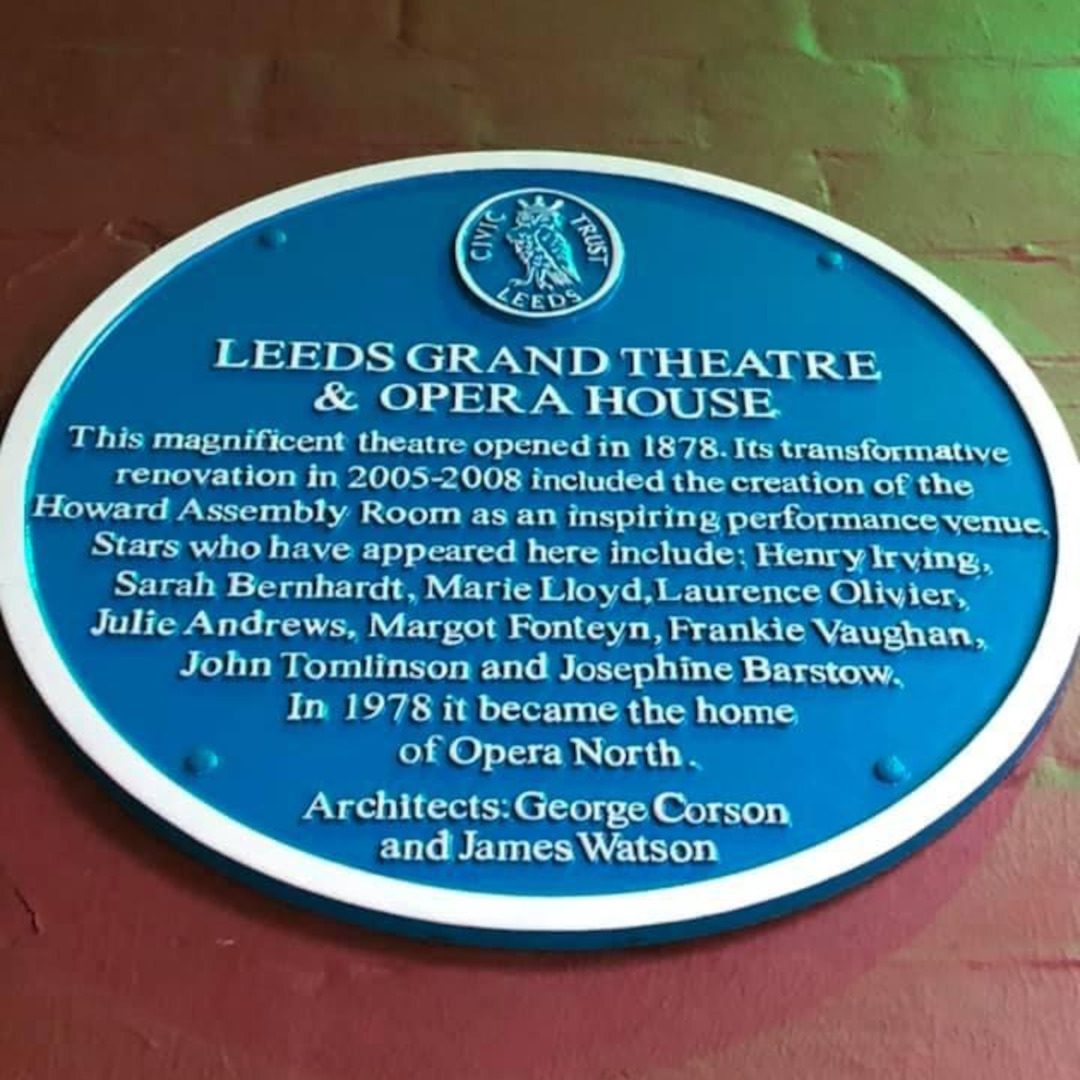 CIVIC TRUST
LEEDS
LEEDS GRAND THEATRE
& OPERA HOUSE
This magnificent theatre opened in 1878. Its transformative
renovation in 2005-2008 included the creation of the
Howard Assembly Room as an inspiring performance venue.
Stars who have appeared here include: Henry Irving,
Sarah Bernhardt, Marie Lloyd, Laurence Olivier,
Julie Andrews, Margot Fonteyn, Frankie Vaughan,
John Tomlinson and Josephine Barstow.
In 1978 it became the home
of Opera North.
Architects: George Corson
and James Watson